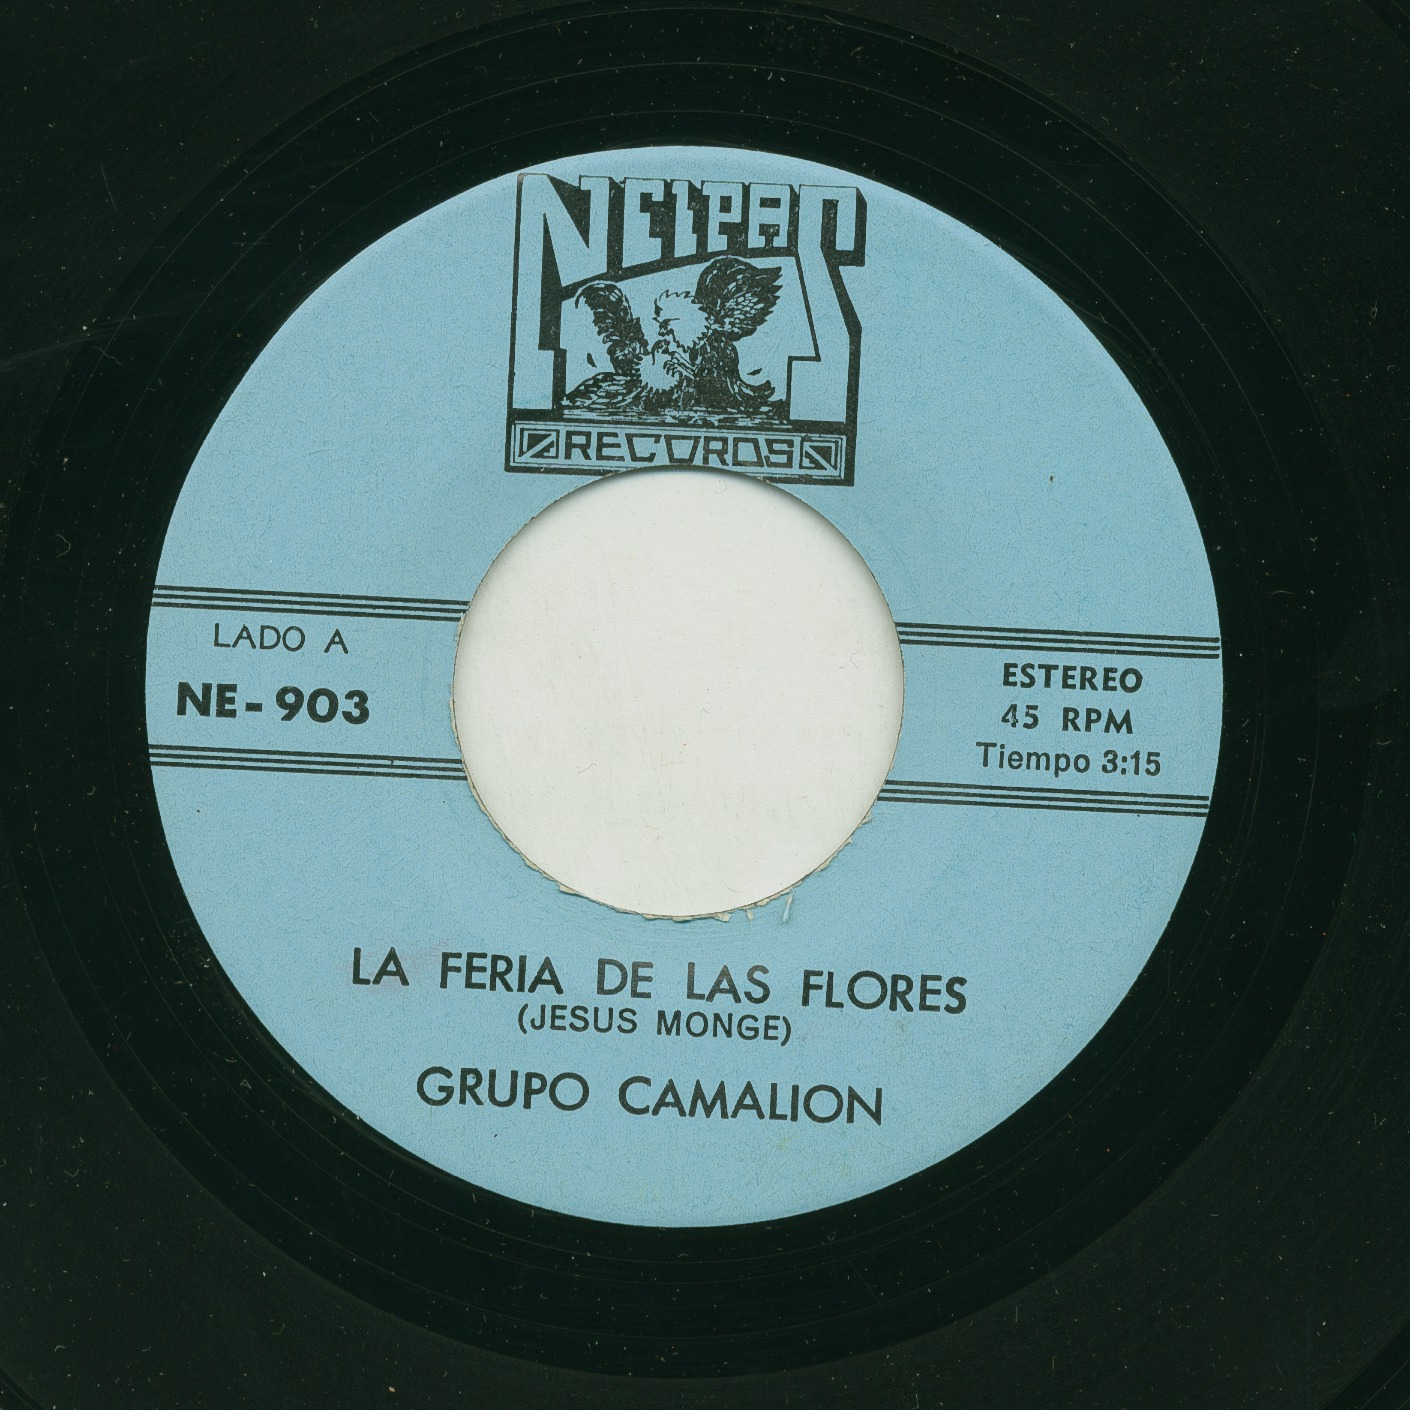 NEIPAS
RECORDS
LADO A
NE-903
ESTEREO
45 RPM
Tiempo 3:15
LA FERIA DE LAS FLORES
(JESUS MONGE)
GRUPO CAMALION